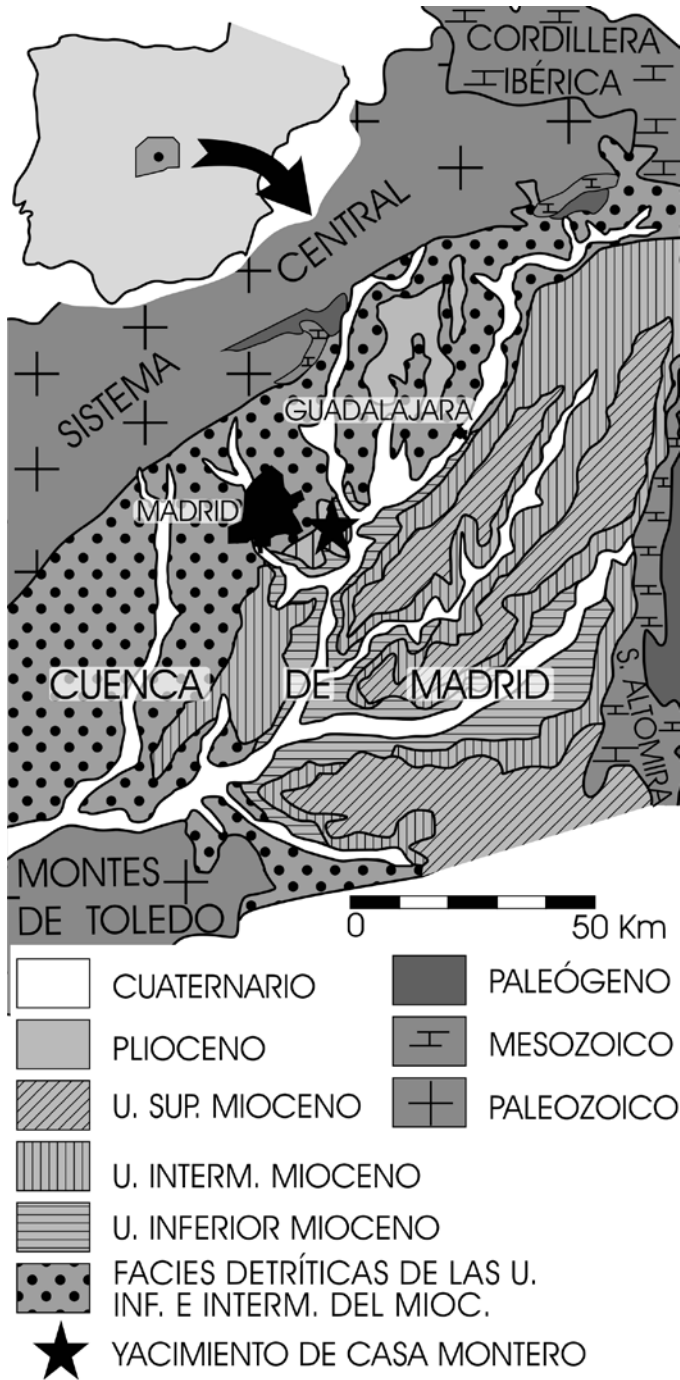 CORDILLERA
IBÉRICA
CENTRAL
SISTEMA
GUADALAJARA
MADRID
CUENCA DE MADRID
S. ALTOMIRA
MONTES
DE TOLEDO
0 50 Km
CUATERNARIO
PLIOCENO
U. SUP. MIOCENO
U. INTERM. MIOCENO
U. INFERIOR MIOCENO
FACIES DETRÍTICAS DE LAS U.
INF. E INTERM. DEL MIOC.
YACIMIENTO DE CASA MONTERO
PALEÓGENO
MESOZOICO
PALEOZOICO